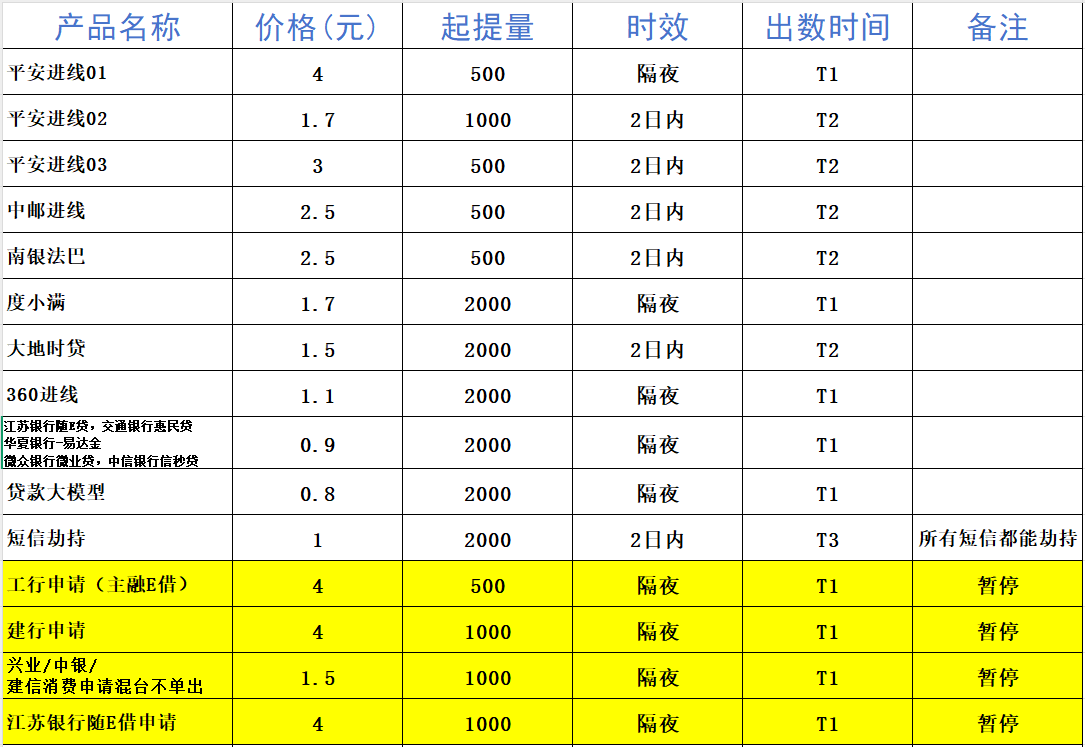 产品名称 价格(元) 起提量 时效 出数时间 备注
平安进线01 4 500 隔夜 T1
平安进线02 1.7 1000 2日内 T2
平安进线03 3 500 2日内 T2
中邮进线 2.5 500 2日内 T2
南银法巴 2.5 500 2日内 T2
度小满 1.7 2000 隔夜 T1
大地时贷 1.5 2000 2日内 T2
360进线 1.1 2000 隔夜 T1
江苏银行随E贷，交通银行惠民贷
华夏银行-易达金 0.9 2000 隔夜 T1
微众银行微业贷，中信银行信秒贷
贷款大模型 0.8 2000 隔夜 T1
短信劫持 1 2000 2日内 T3 所有短信都能劫持
工行申请（主融E借） 4 500 隔夜 T1 暂停
建行申请 4 1000 隔夜 T1 暂停
兴业/中银/
建信消费申请混台不单出 1.5 1000 隔夜 T1 暂停
江苏银行随E借申请 4 1000 隔夜 T1 暂停